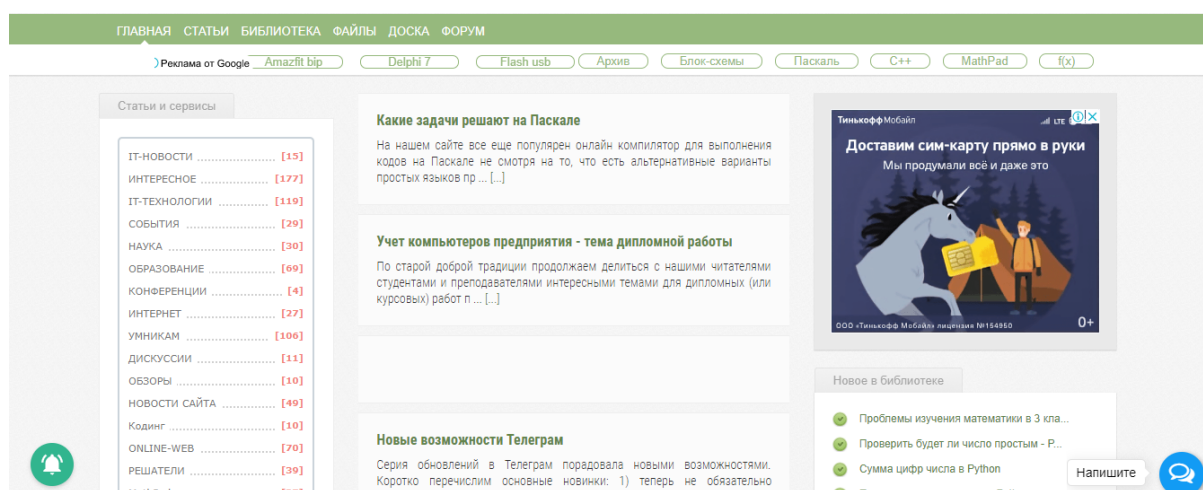 ГЛАВНАЯ СТАТЬИ БИБЛИОТЕКА ФАЙЛЫ ДОСКА ФОРУМ
Реклама от Google Amazfit bip Delphi 7 Flash usb Архив Блок-схемы Паскаль C++ MathPad f(x)
Статьи и сервисы
IT-НОВОСТИ [15]
ИНТЕРЕСНОЕ [177]
IT-ТЕХНОЛОГИИ [119]
СОБЫТИЯ [29]
НАУКА [30]
ОБРАЗОВАНИЕ [69]
КОНФЕРЕНЦИИ [4]
ИНТЕРНЕТ [27]
УМНИКАМ [106]
ДИСКУССИИ [11]
ОБЗОРЫ [10]
НОВОСТИ САЙТА [49]
Кодинг [10]
ONLINE-WEB [70]
РЕШАТЕЛИ [39]
Какие задачи решают на Паскале
На нашем сайте все еще популярен онлайн компилятор для выполнения
кодов на Паскале не смотря на то, что есть альтернативные варианты
простых языков пр ... [...]
Учет компьютеров предприятия - тема дипломной работы
По старой доброй традиции продолжаем делиться с нашими читателями
студентами и преподавателями интересными темами для дипломных (или
курсовых) работ п ... [...]
Новые возможности Телеграм
Серия обновлений в Телеграм порадовала новыми возможностями.
Коротко перечислим основные новинки: 1) теперь не обязательно
Тинькофф Мобайл LTE
Доставим сим-карту прямо в руки
Мы продумали всё и даже это
ООО «Тинькофф Мобайл» лицензия №154950 0+
Новое в библиотеке
Проблемы изучения математики в 3 кла...
Проверить будет ли число простым - P...
Сумма цифр числа в Python
Напишите